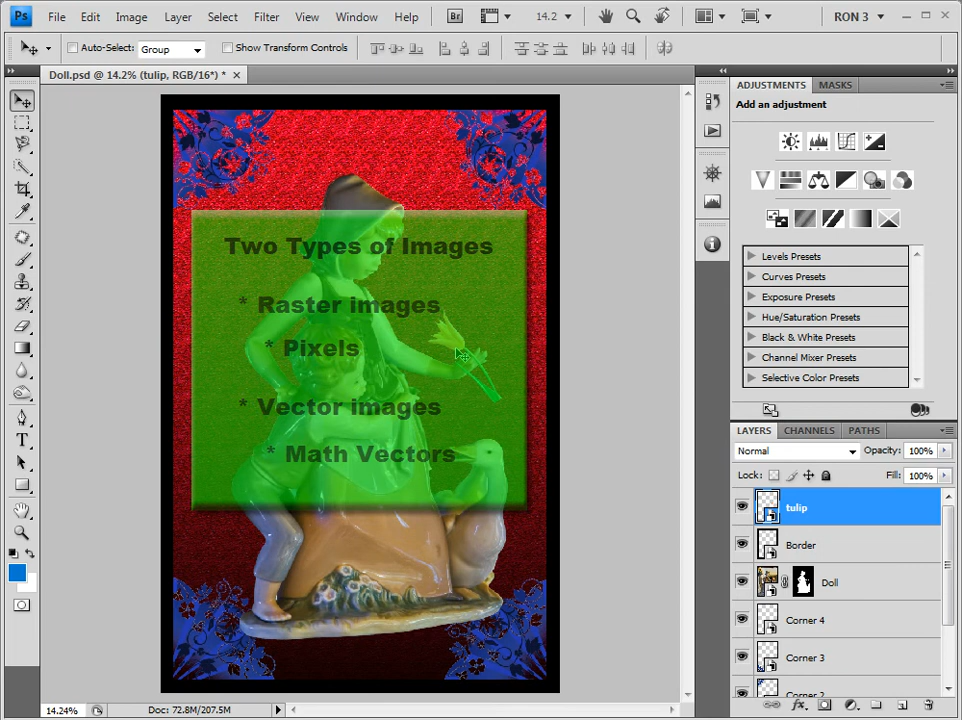 Ps File Edit Image Layer Select Filter View Window Help Br 14.2 RON 3
Auto-Select: Group Show Transform Controls
Doll.psd @ 14.2% (tulip, RGB/16*) *
ADJUSTMENTS MASKS
Add an adjustment
Two Types of Images
* Raster images
* Pixels
* Vector images
* Math Vectors
Levels Presets
Curves Presets
Exposure Presets
Hue/Saturation Presets
Black & White Presets
Channel Mixer Presets
Selective Color Presets
LAYERS CHANNELS PATHS
Normal Opacity: 100%
Lock: Fill: 100%
tulip
Border
Doll
Corner 4
Corner 3
Corner 2
14.24% Doc: 72.8M/207.5M